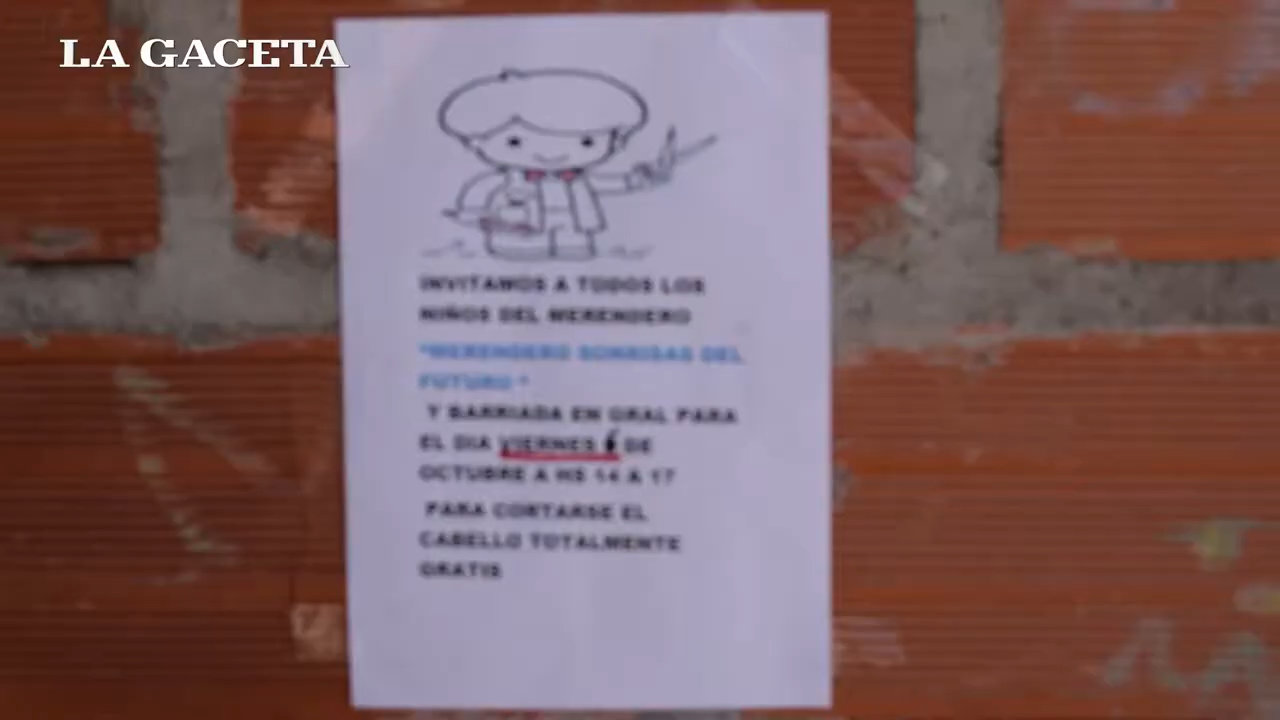 LA GACETA
INVITAMOS A TODOS LOS
NIÑOS DEL MERENDERO
"MERENDERO SONRISAS DEL
FUTURO"
Y BARRIADA EN GRAL PARA
EL DIA VIERNES 6 DE
OCTUBRE A HS 14 A 17
PARA CORTARSE EL
CABELLO TOTALMENTE
GRATIS